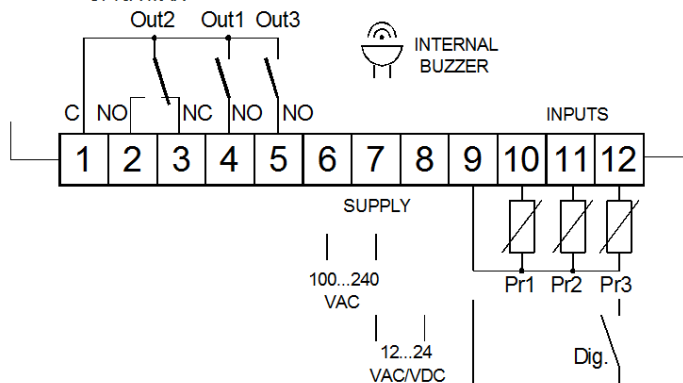 Out2 Out1 Out3
INTERNAL
BUZZER
C NO NC NO NO
INPUTS
1 2 3 4 5 6 7 8 9 10 11 12
SUPPLY
Pr1 Pr2 Pr3
100...240
VAC
12...24
VAC/VDC
Dig.